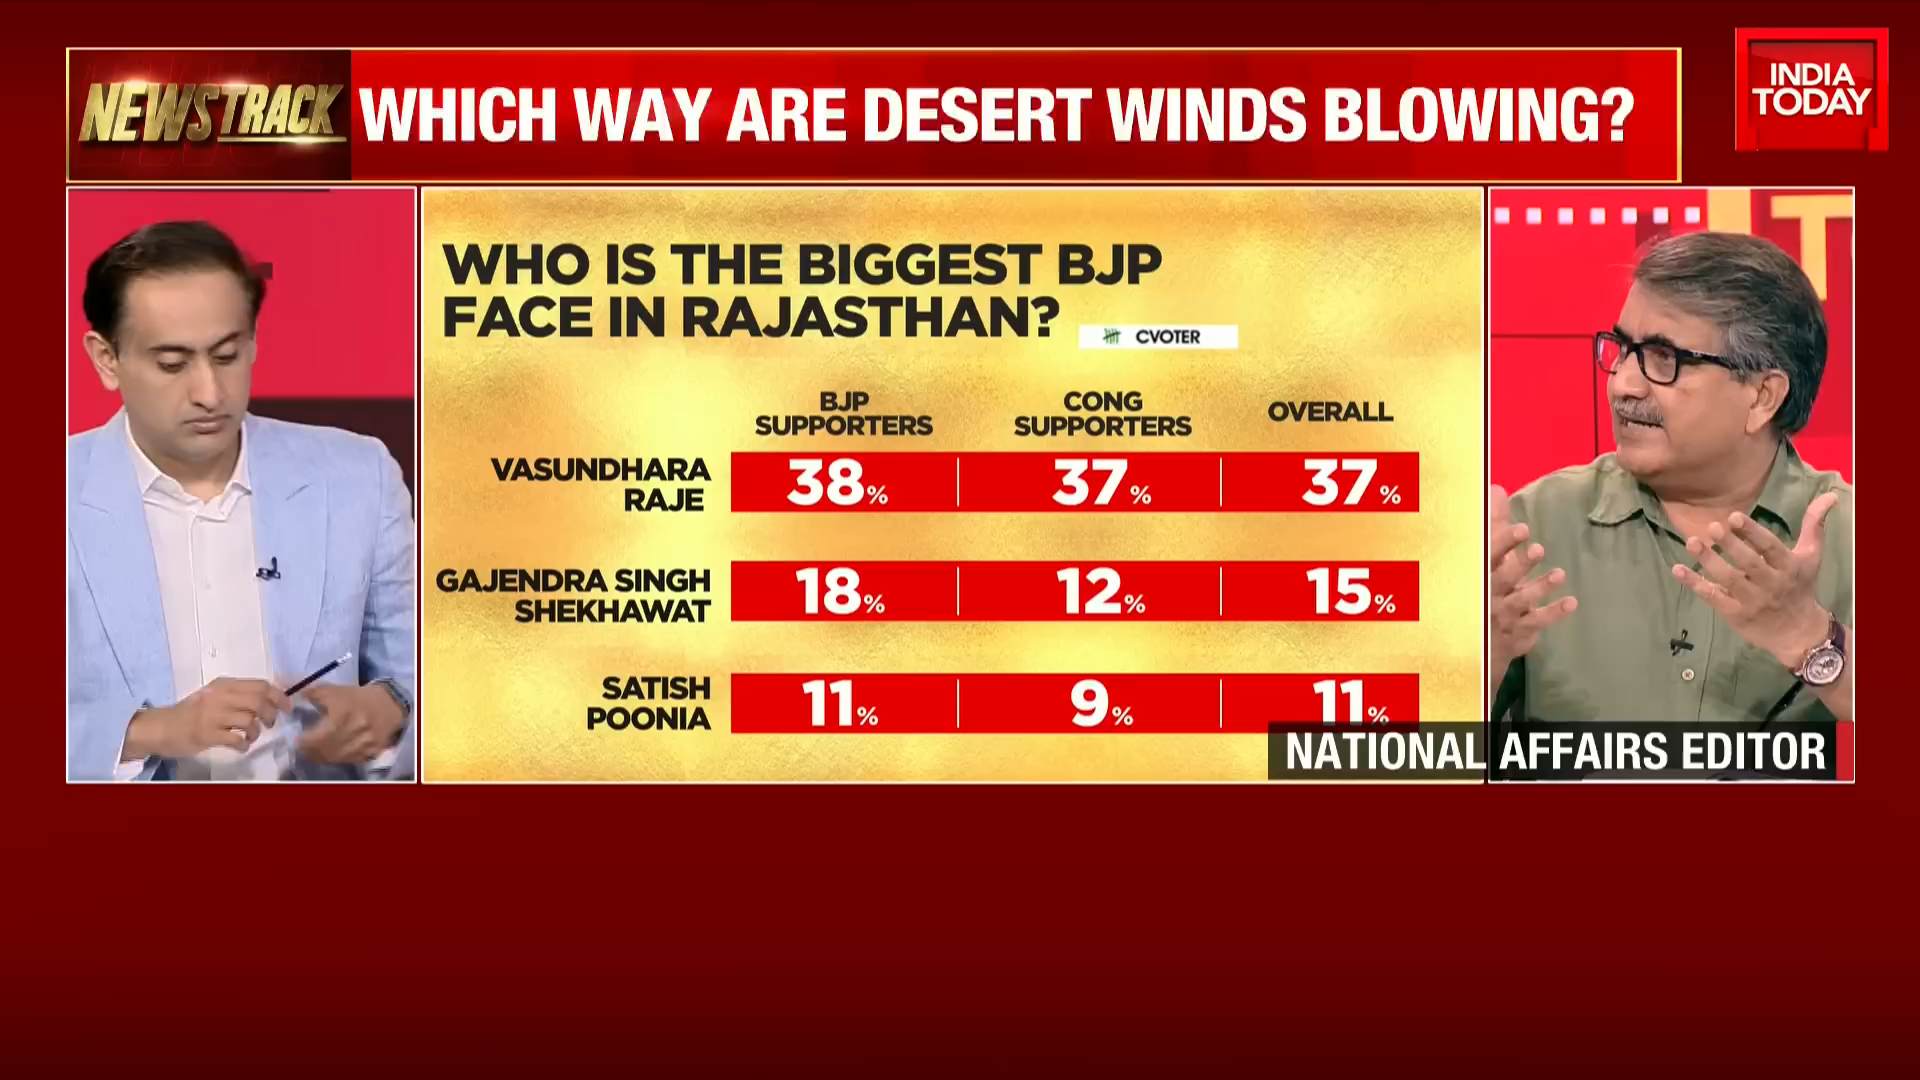 NEWSTRACK
WHICH WAY ARE DESERT WINDS BLOWING?
INDIA
TODAY
WHO IS THE BIGGEST BJP
FACE IN RAJASTHAN?
CVOTER
BJP
SUPPORTERS
CONG
SUPPORTERS
OVERALL
VASUNDHARA
RAJE
38% 37% 37%
GAJENDRA SINGH
SHEKHAWAT
18% 12% 15%
SATISH
POONIA
11% 9% 11%
NATIONAL AFFAIRS EDITOR